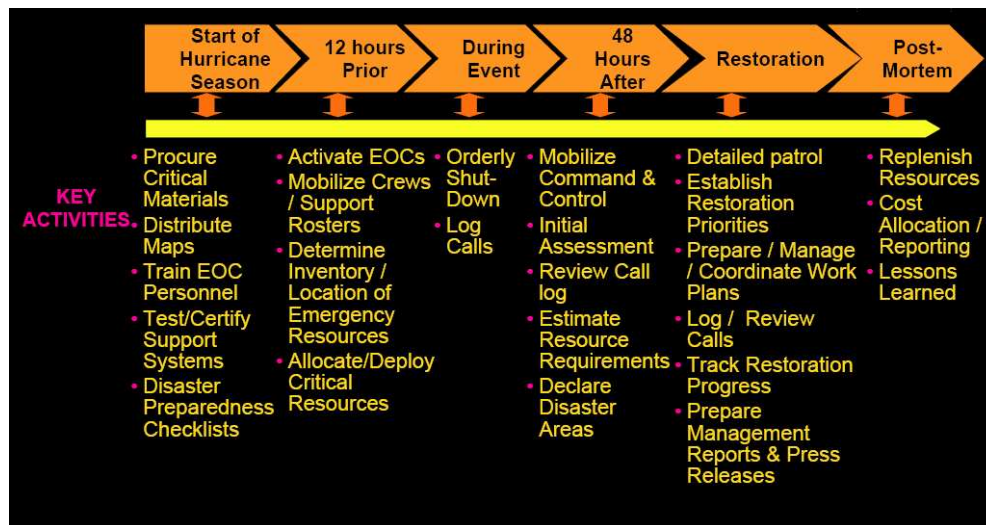 Start of
Hurricane
Season
12 hours
Prior
During
Event
48
Hours
After
Restoration
Post-
Mortem
KEY
ACTIVITIES
• Procure
Critical
Materials
• Distribute
Maps
• Train EOC
Personnel
• Test/Certify
Support
Systems
• Disaster
Preparedness
Checklists
• Activate EOCs
• Mobilize Crews
/ Support
Rosters
• Determine
Inventory /
Location of
Emergency
Resources
• Allocate/Deploy
Critical
Resources
• Orderly
Shut-
Down
• Log
Calls
• Mobilize
Command &
Control
• Initial
Assessment
• Review Call
log
• Estimate
Resource
Requirements
• Declare
Disaster
Areas
• Detailed patrol
• Establish
Restoration
Priorities
• Prepare / Manage
/ Coordinate Work
Plans
• Log / Review
Calls
• Track Restoration
Progress
• Prepare
Management
Reports & Press
Releases
• Replenish
Resources
• Cost
Allocation /
Reporting
• Lessons
Learned